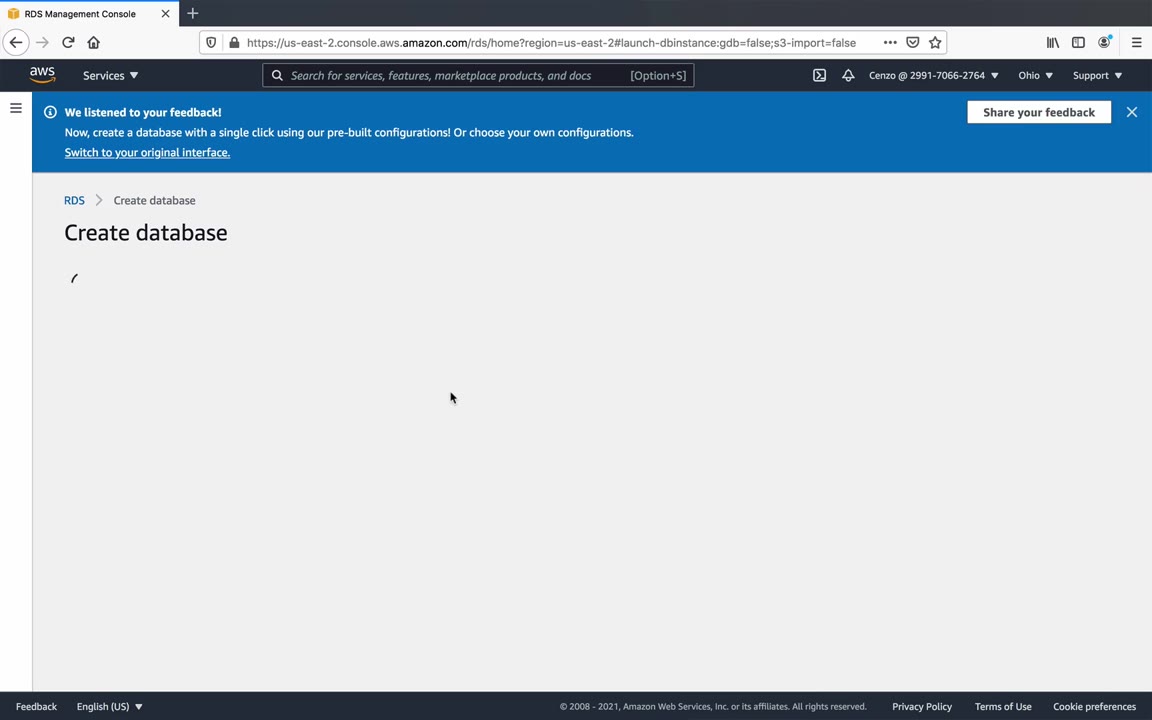 RDS Management Console
https://us-east-2.console.aws.amazon.com/rds/home?region=us-east-2#launch-dbinstance:gdb=false;s3-import=false
aws
Services
Search for services, features, marketplace products, and docs
[Option+S]
Cenzo @ 2991-7066-2764
Ohio
Support
We listened to your feedback!
Now, create a database with a single click using our pre-built configurations! Or choose your own configurations.
Switch to your original interface.
Share your feedback
RDS
Create database
Create database
Feedback
English (US)
© 2008 - 2021, Amazon Web Services, Inc. or its affiliates. All rights reserved.
Privacy Policy
Terms of Use
Cookie preferences